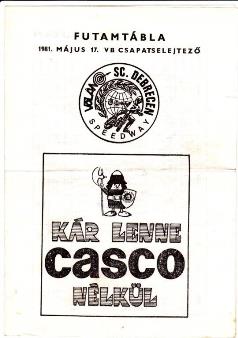 FUTAMTÁBLA
1981. MÁJUS 17. VB CSAPATSELEJTEZŐ
VOLÁN SC. DEBRECEN
SPEEDWAY
KÁR LENNE
casco
NÉLKÜL